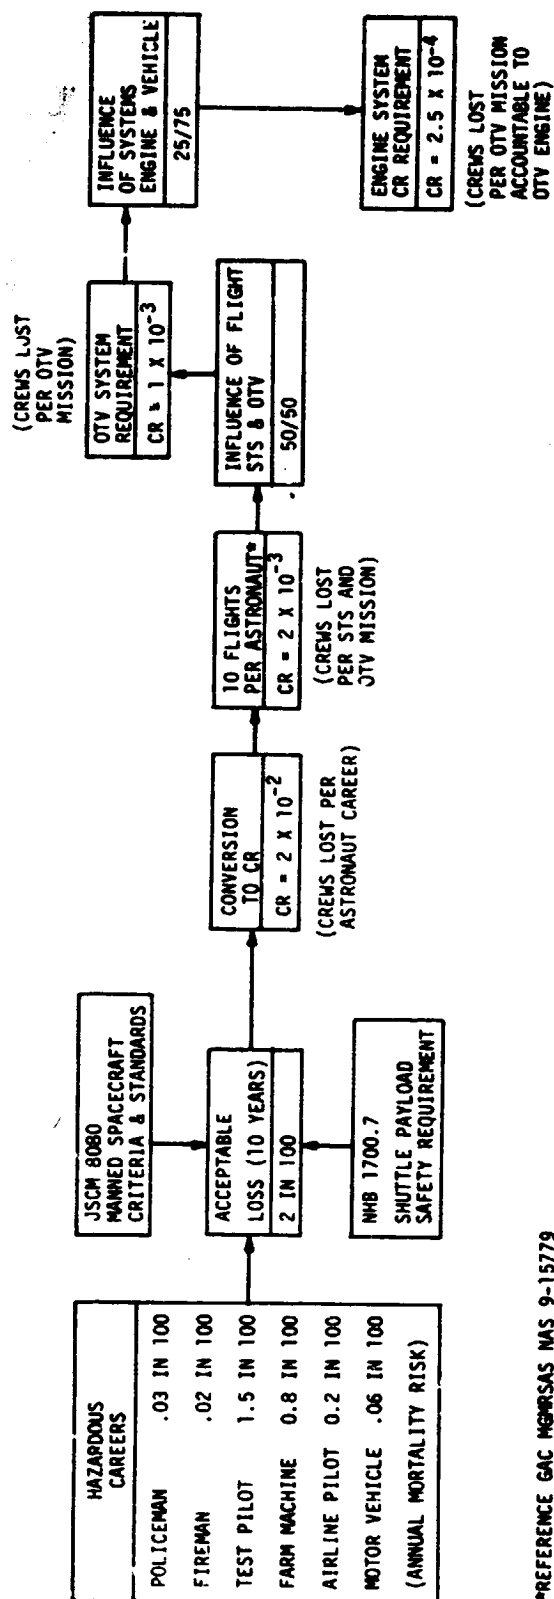 HAZARDOUS
CAREERS
POLICEMAN .03 IN 100
FIREMAN .02 IN 100
TEST PILOT 1.5 IN 100
FARM MACHINE 0.8 IN 100
AIRLINE PILOT 0.2 IN 100
MOTOR VEHICLE .06 IN 100
(ANNUAL MORTALITY RISK)
JSCM 8080
MANNED SPACECRAFT
CRITERIA & STANDARDS
ACCEPTABLE
LOSS (10 YEARS)
2 IN 100
NHB 1700.7
SHUTTLE PAYLOAD
SAFETY REQUIREMENT
CONVERSION
TO CR
CR = 2 X 10⁻²
(CREWS LOST PER
ASTRONAUT CAREER)
10 FLIGHTS
PER ASTRONAUT*
CR = 2 X 10⁻³
(CREWS LOST
PER STS AND
OTV MISSION)
INFLUENCE OF FLIGHT
STS & OTV
50/50
(CREWS LOST
PER OTV
MISSION)
OTV SYSTEM
REQUIREMENT
CR = 1 X 10⁻³
INFLUENCE
OF SYSTEMS
ENGINE & VEHICLE
25/75
ENGINE SYSTEM
CR REQUIREMENT
CR = 2.5 X 10⁻⁴
(CREWS LOST
PER OTV MISSION
ACCOUNTABLE TO
OTV ENGINE)
*REFERENCE GAC MGMRSAS NAS 9-15779